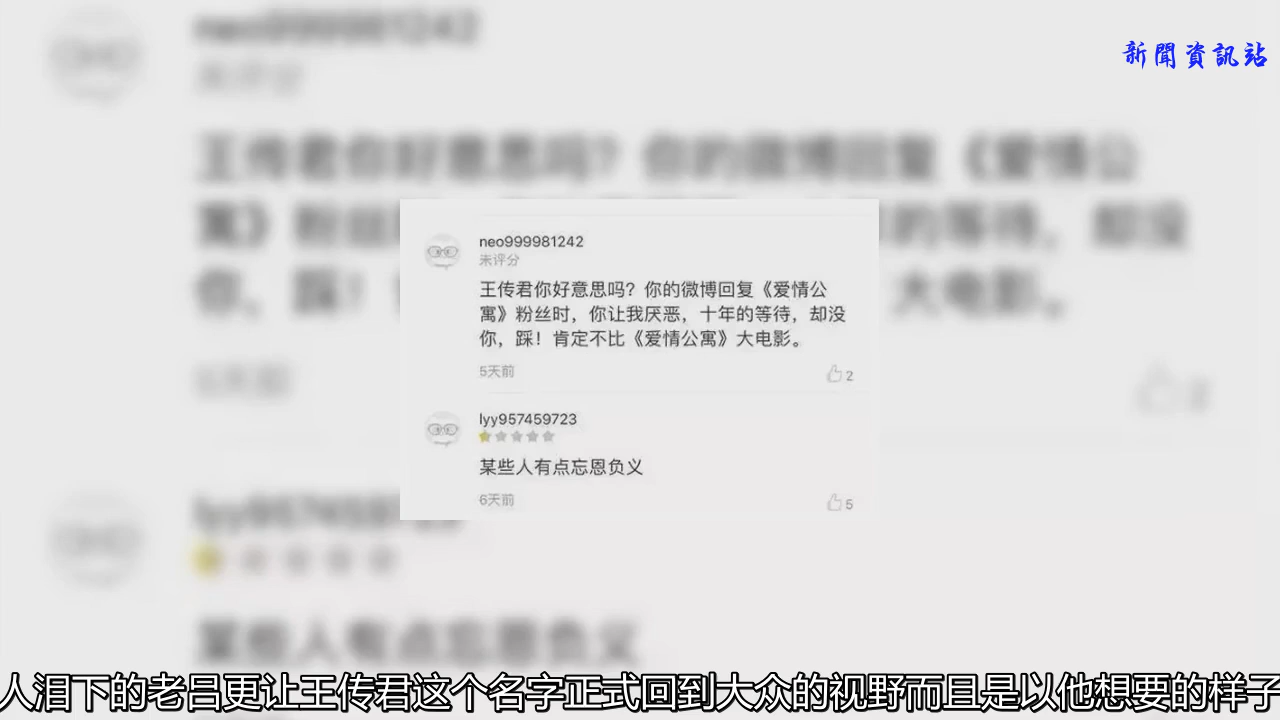 新聞資訊站
neo999981242
未评分
王传君你好意思吗？你的微博回复《爱情公
寓》粉丝时，你让我厌恶，十年的等待，却没
你，踩！肯定不比《爱情公寓》大电影。
5天前
2
lyy957459723
某些人有点忘恩负义
6天前
5
人泪下的老吕更让王传君这个名字正式回到大众的视野而且是以他想要的样子